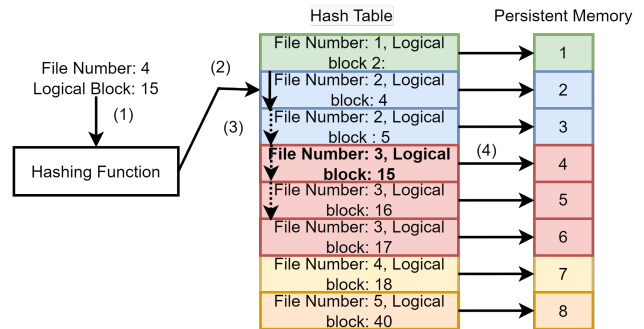 Hash Table
Persistent Memory
File Number: 4
Logical Block: 15
(1)
Hashing Function
(2)
(3)
File Number: 1, Logical
block 2:
1
File Number: 2, Logical
block: 4
2
File Number: 2, Logical
block : 5
3
File Number: 3, Logical
block: 15
(4)
4
File Number: 3, Logical
block: 16
5
File Number: 3, Logical
block: 17
6
File Number: 4, Logical
block: 18
7
File Number: 5, Logical
block: 40
8